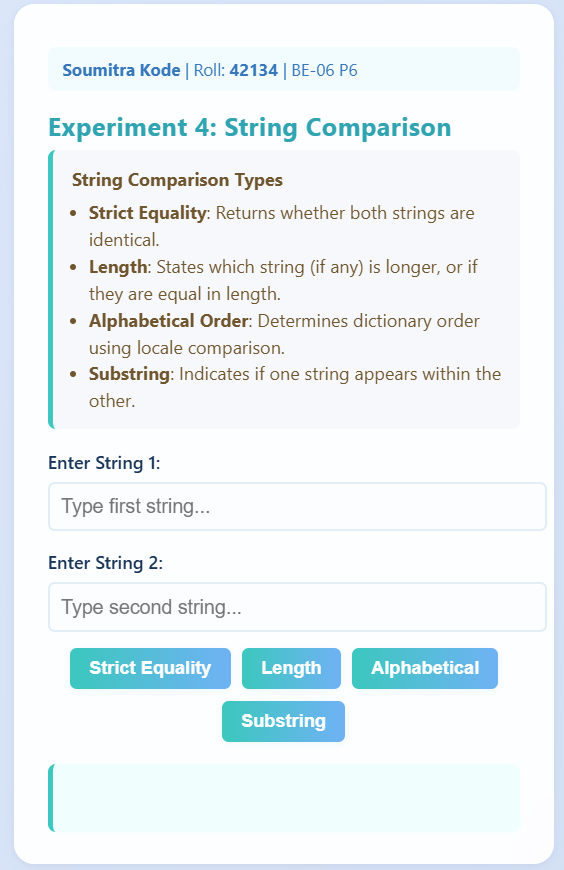 Soumitra Kode | Roll: 42134 | BE-06 P6
Experiment 4: String Comparison
String Comparison Types
• Strict Equality: Returns whether both strings are
identical.
• Length: States which string (if any) is longer, or if
they are equal in length.
• Alphabetical Order: Determines dictionary order
using locale comparison.
• Substring: Indicates if one string appears within the
other.
Enter String 1:
Type first string...
Enter String 2:
Type second string...
Strict Equality Length Alphabetical
Substring